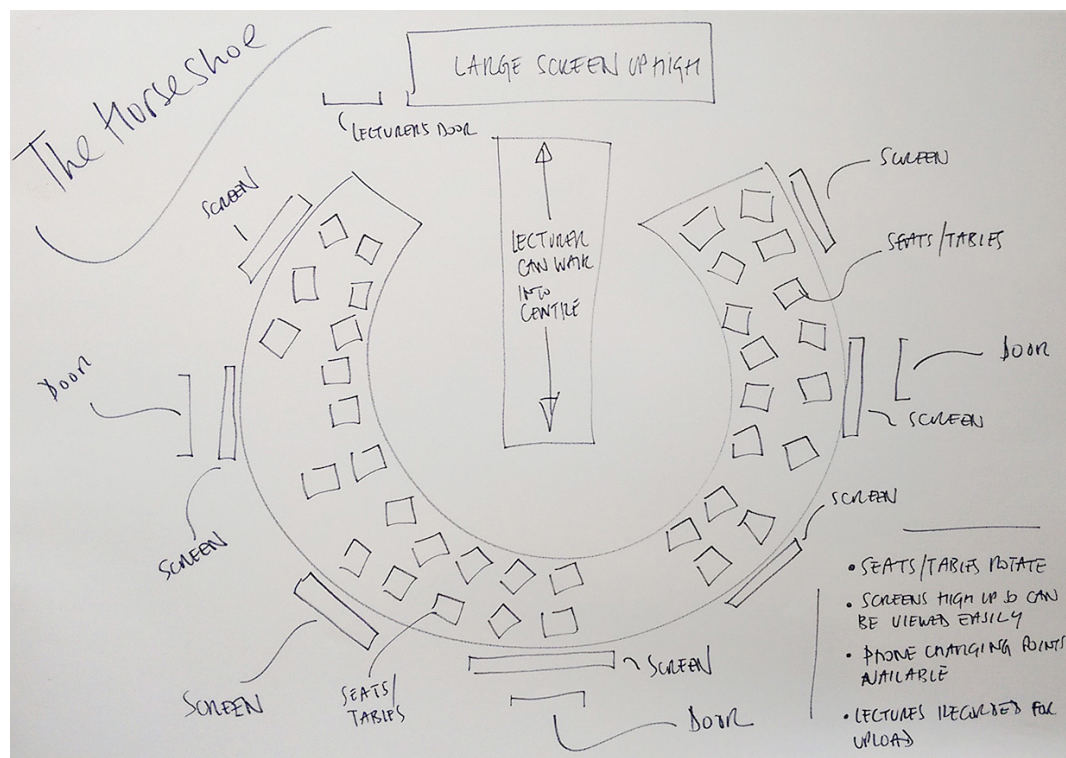 The Horseshoe
LARGE SCREEN UP HIGH
LECTURERS DOOR
SCREEN
SCREEN
SEATS/TABLES
LECTURER
CAN WALK
INTO
CENTRE
DOOR
DOOR
SCREEN
SCREEN
SCREEN
SCREEN
SEATS/
TABLES
SCREEN
DOOR
• SEATS/TABLES ROTATE
• SCREENS HIGH UP SO CAN
BE VIEWED EASILY
• PHONE CHARGING POINTS
AVAILABLE
• LECTURES RECORDED FOR
UPLOAD